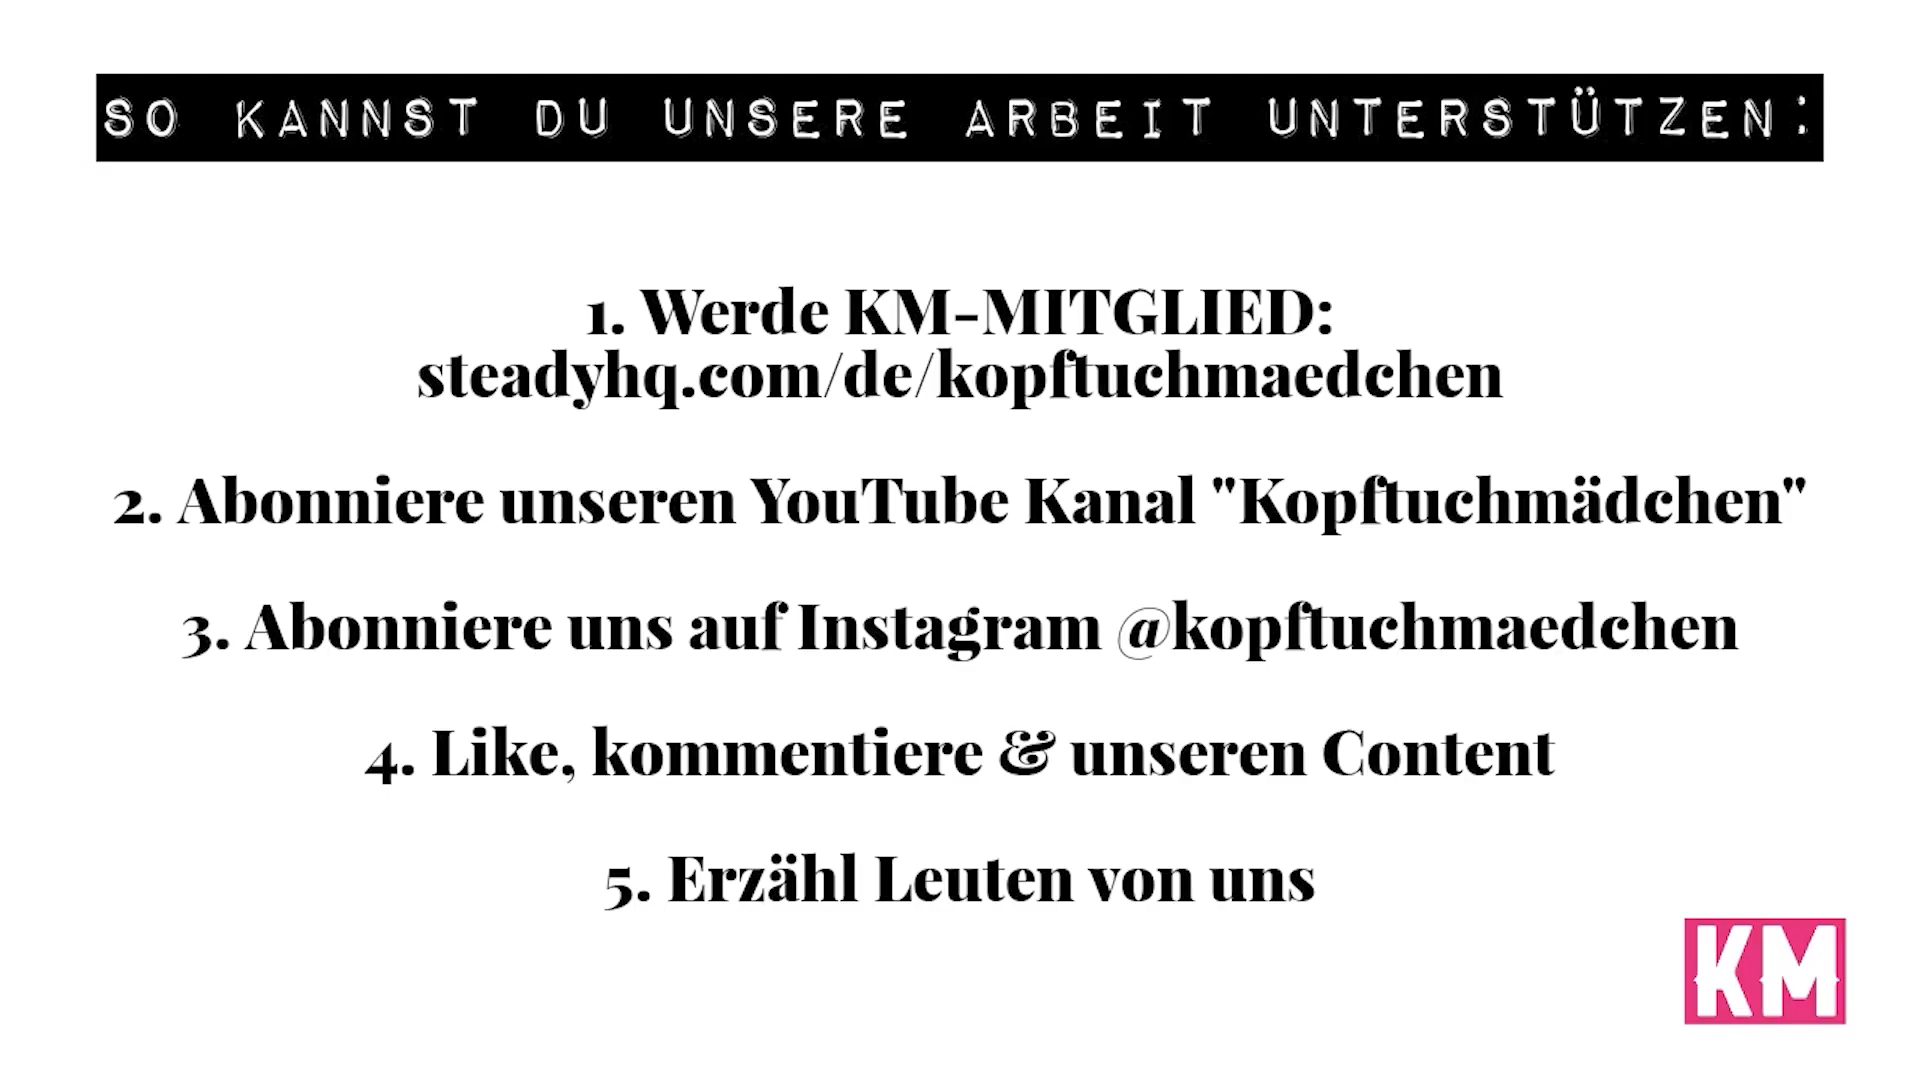 SO KANNST DU UNSERE ARBEIT UNTERSTÜTZEN:
1. Werde KM-MITGLIED:
steadyhq.com/de/kopftuchmaedchen
2. Abonniere unseren YouTube Kanal "Kopftuchmädchen"
3. Abonniere uns auf Instagram @kopftuchmaedchen
4. Like, kommentiere & unseren Content
5. Erzähl Leuten von uns
KM